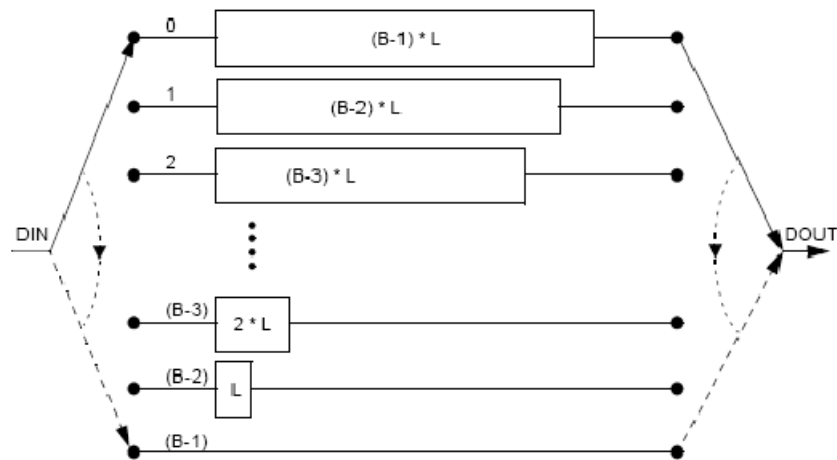 0
(B-1) * L
1
(B-2) * L
2
(B-3) * L
DIN
DOUT
(B-3)
2 * L
(B-2)
L
(B-1)